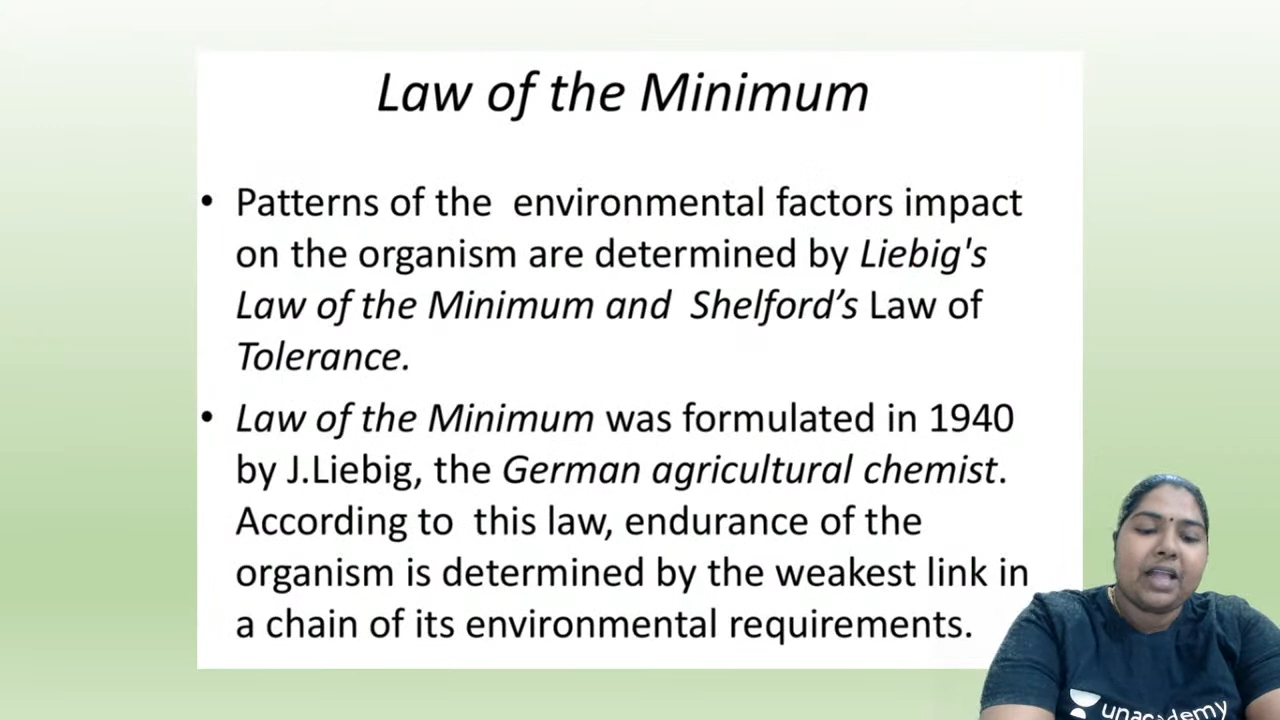 Law of the Minimum
• Patterns of the environmental factors impact
on the organism are determined by Liebig's
Law of the Minimum and Shelford’s Law of
Tolerance.
• Law of the Minimum was formulated in 1940
by J.Liebig, the German agricultural chemist.
According to this law, endurance of the
organism is determined by the weakest link in
a chain of its environmental requirements.
unacademy